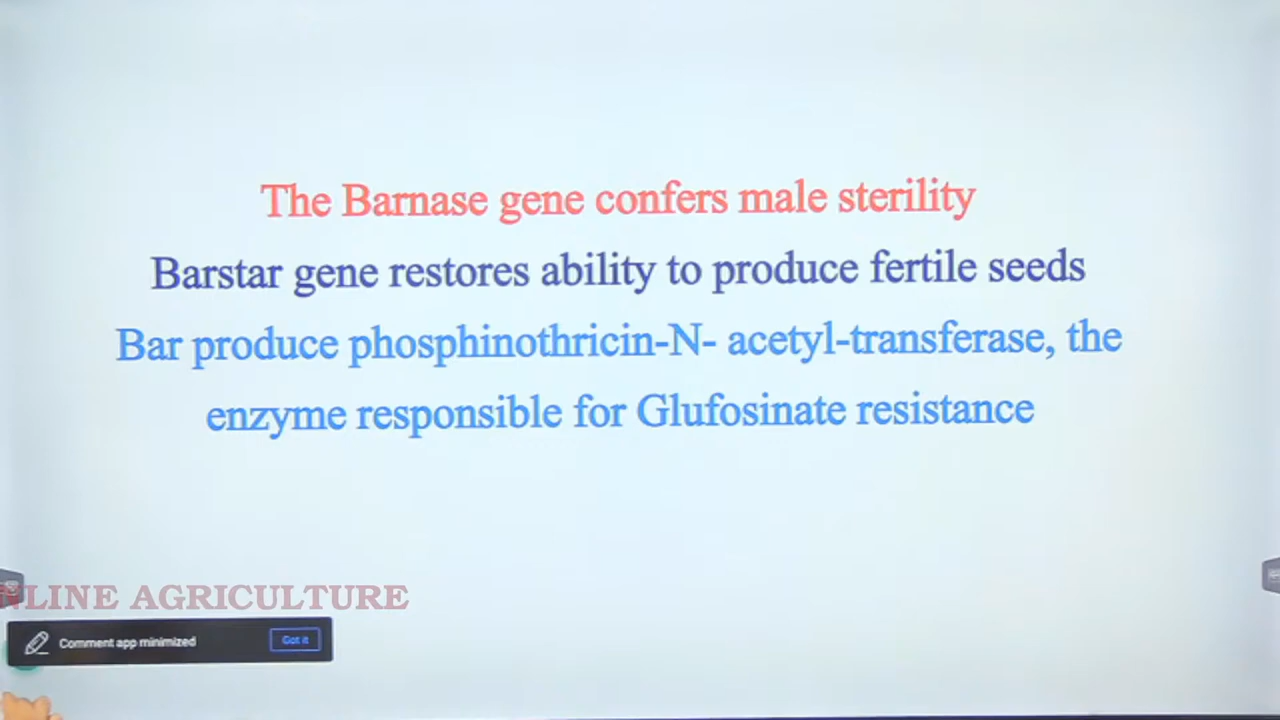 The Barnase gene confers male sterility
Barstar gene restores ability to produce fertile seeds
Bar produce phosphinothricin-N- acetyl-transferase, the
enzyme responsible for Glufosinate resistance
NLINE AGRICULTURE
Comment app minimized
Got it